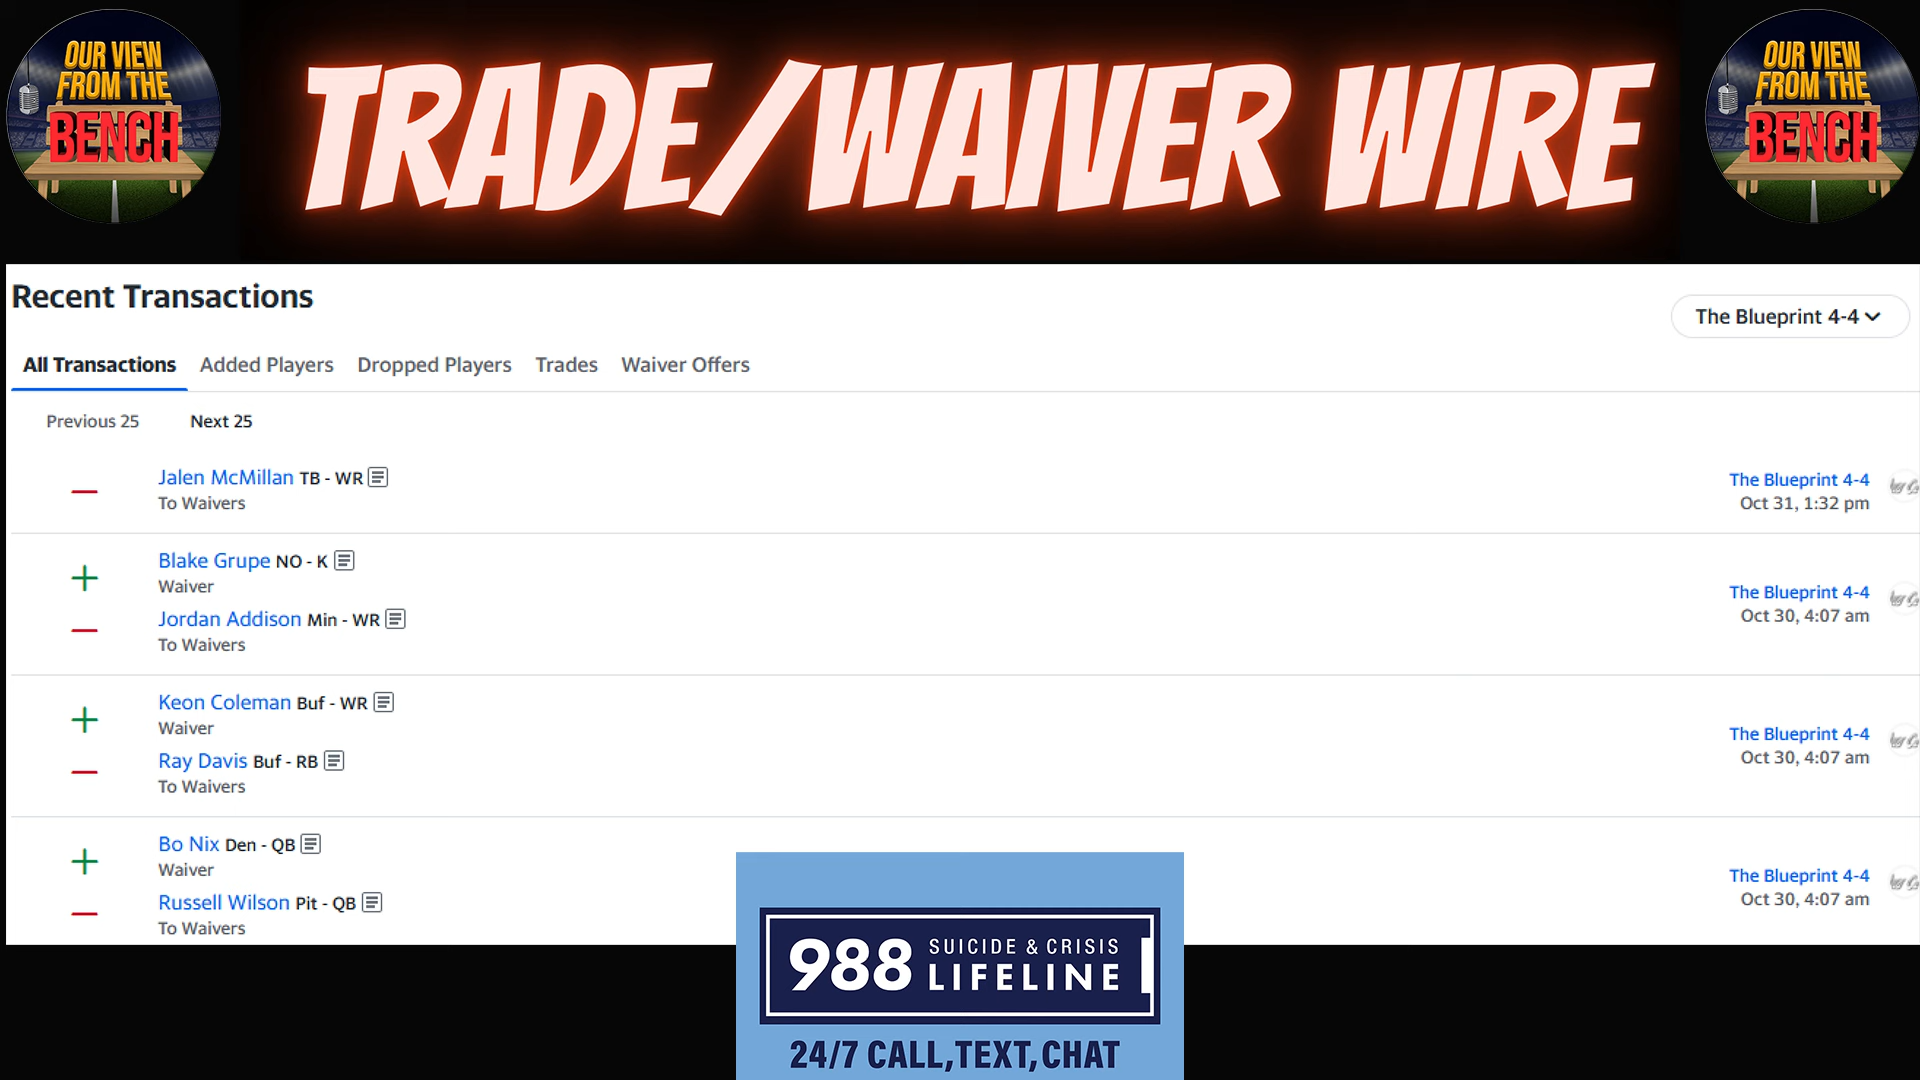 OUR VIEW
FROM THE
BENCH
TRADE/WAIVER WIRE
OUR VIEW
FROM THE
BENCH
Recent Transactions
The Blueprint 4-4
All Transactions Added Players Dropped Players Trades Waiver Offers
Previous 25 Next 25
Jalen McMillan TB - WR
To Waivers
The Blueprint 4-4
Oct 31, 1:32 pm
Blake Grupe NO - K
Waiver
Jordan Addison Min - WR
To Waivers
The Blueprint 4-4
Oct 30, 4:07 am
Keon Coleman Buf - WR
Waiver
Ray Davis Buf - RB
To Waivers
The Blueprint 4-4
Oct 30, 4:07 am
Bo Nix Den - QB
Waiver
Russell Wilson Pit - QB
To Waivers
The Blueprint 4-4
Oct 30, 4:07 am
988 SUICIDE & CRISIS
LIFELINE
24/7 CALL,TEXT,CHAT